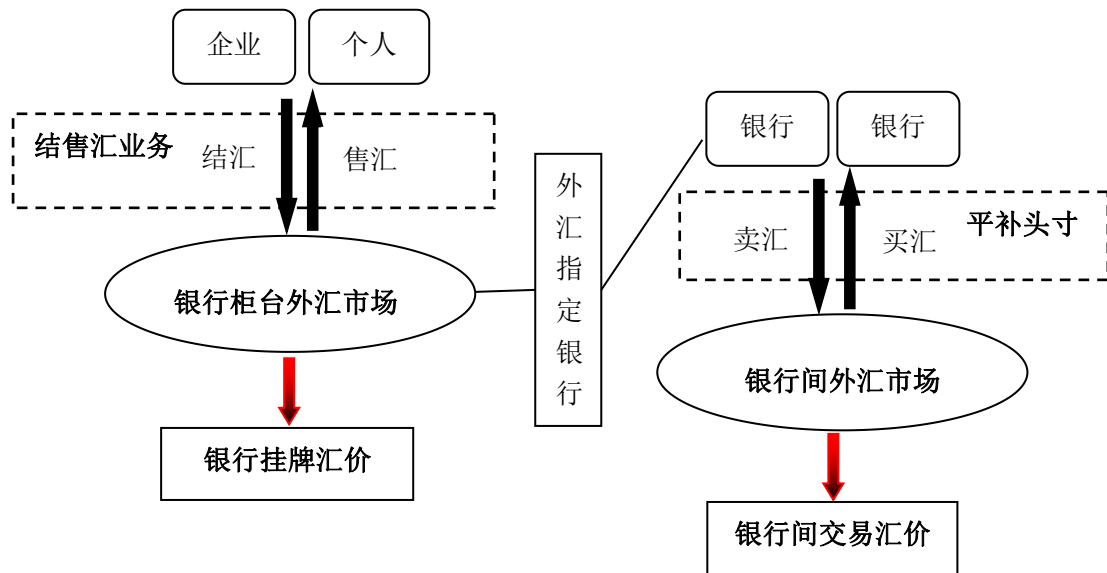 企业
个人
结售汇业务
结汇
售汇
银行柜台外汇市场
银行挂牌汇价
外
汇
指
定
银
行
银行
银行
平补头寸
卖汇
买汇
银行间外汇市场
银行间交易汇价